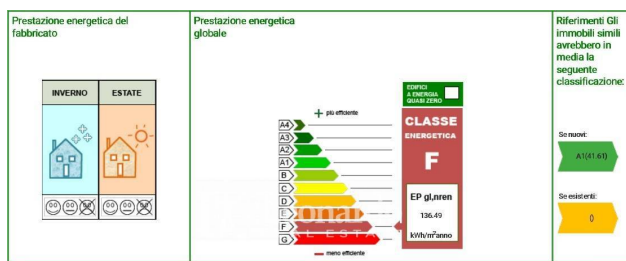 Prestazione energetica del
fabbricato
INVERNO
ESTATE
Prestazione energetica
globale
+ più efficiente
A4
A3
A2
A1
B
C
D
E
F
G
— meno efficiente
EDIFICI
A ENERGIA
QUASI ZERO
CLASSE
ENERGETICA
F
EP gl,nren
136.49
kWh/m²anno
Riferimenti Gli
immobili simili
avrebbero in
media la
seguente
classificazione:
Se nuovi:
A1(41.61)
Se esistenti:
()